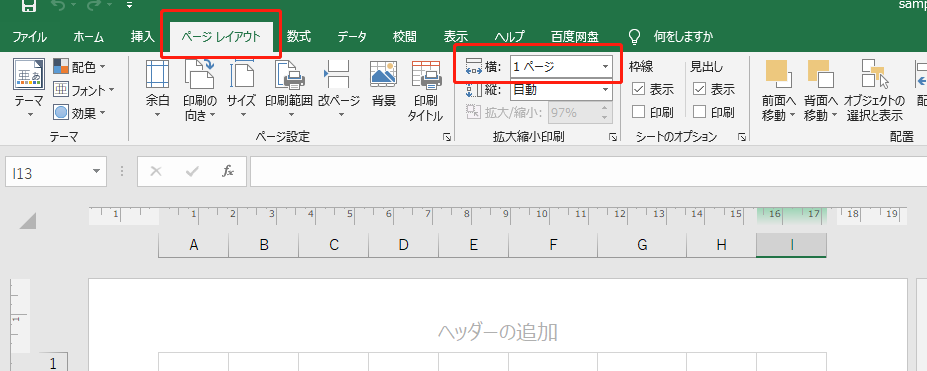 samp
ファイル ホーム 挿入 ページ レイアウト 数式 データ 校閲 表示 ヘルプ 百度网盘 何をしますか
テーマ
亜あ
配色
フォント
効果
テーマ
余白
印刷の
向き
サイズ
印刷範囲
改ページ
背景
印刷
タイトル
ページ設定
横: 1 ページ
縦: 自動
拡大/縮小: 97%
拡大縮小印刷
枠線
表示
印刷
見出し
表示
印刷
シートのオプション
前面へ
移動
背面へ
移動
オブジェクトの
選択と表示
配
配置
I13
fx
1 1 2 3 4 5 6 7 8 9 10 11 12 13 14 15 16 17 18 19
A B C D E F G H I
ヘッダーの追加
1
1